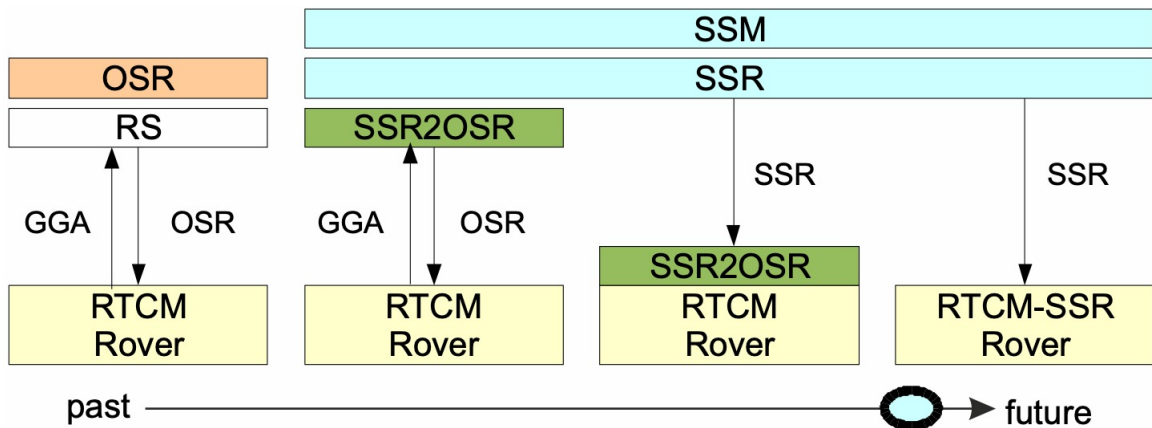 SSM
OSR
SSR
RS
SSR2OSR
GGA
OSR
GGA
OSR
SSR
SSR
SSR2OSR
RTCM
Rover
RTCM
Rover
RTCM
Rover
RTCM-SSR
Rover
past
future